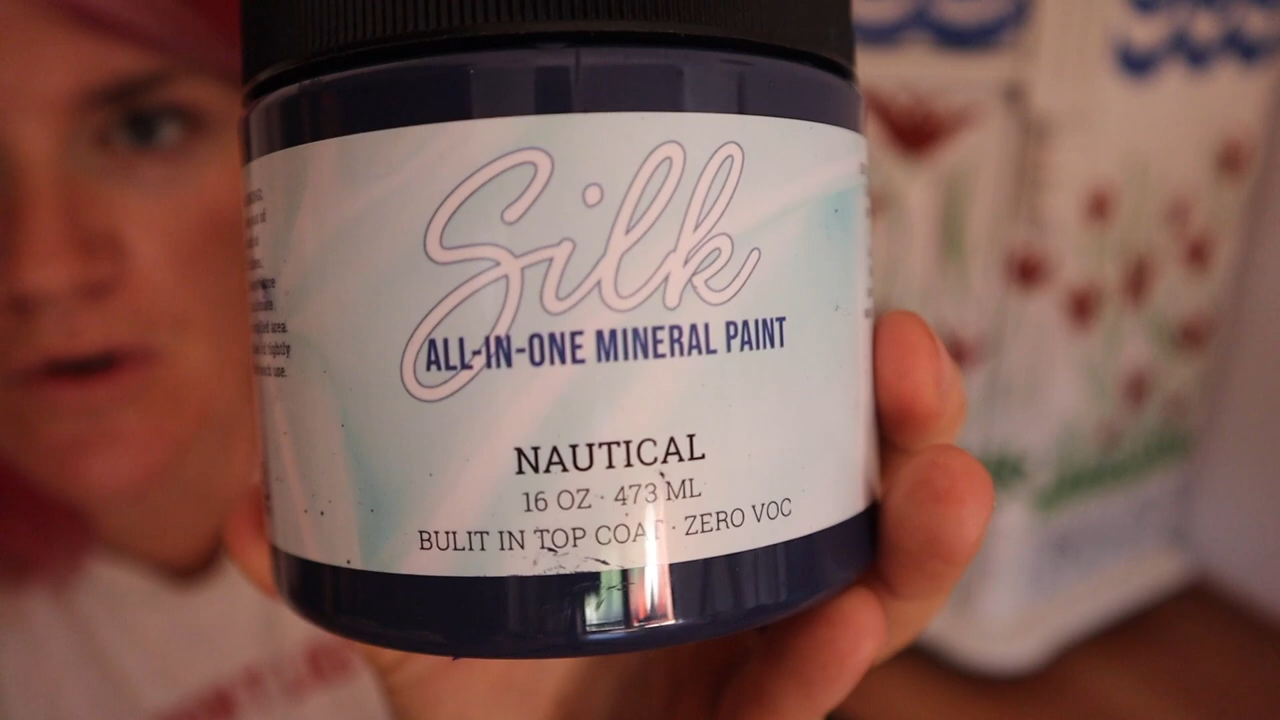 Silk
ALL-IN-ONE MINERAL PAINT
NAUTICAL
16 OZ · 473 ML
BULIT IN TOP COAT · ZERO VOC